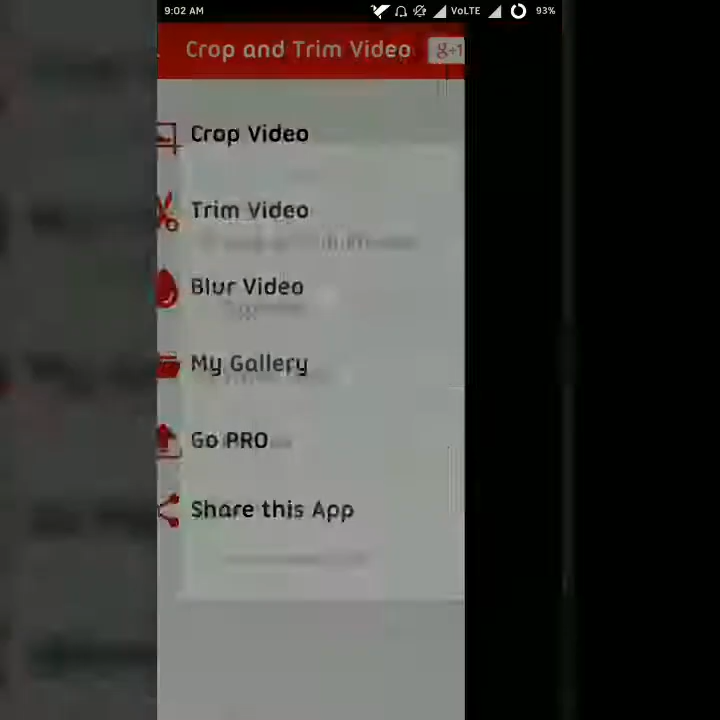 9:02 AM VoLTE 93%
Crop and Trim Video g+1
Crop Video
Trim Video
Blur Video
My Gallery
Go PRO
Share this App